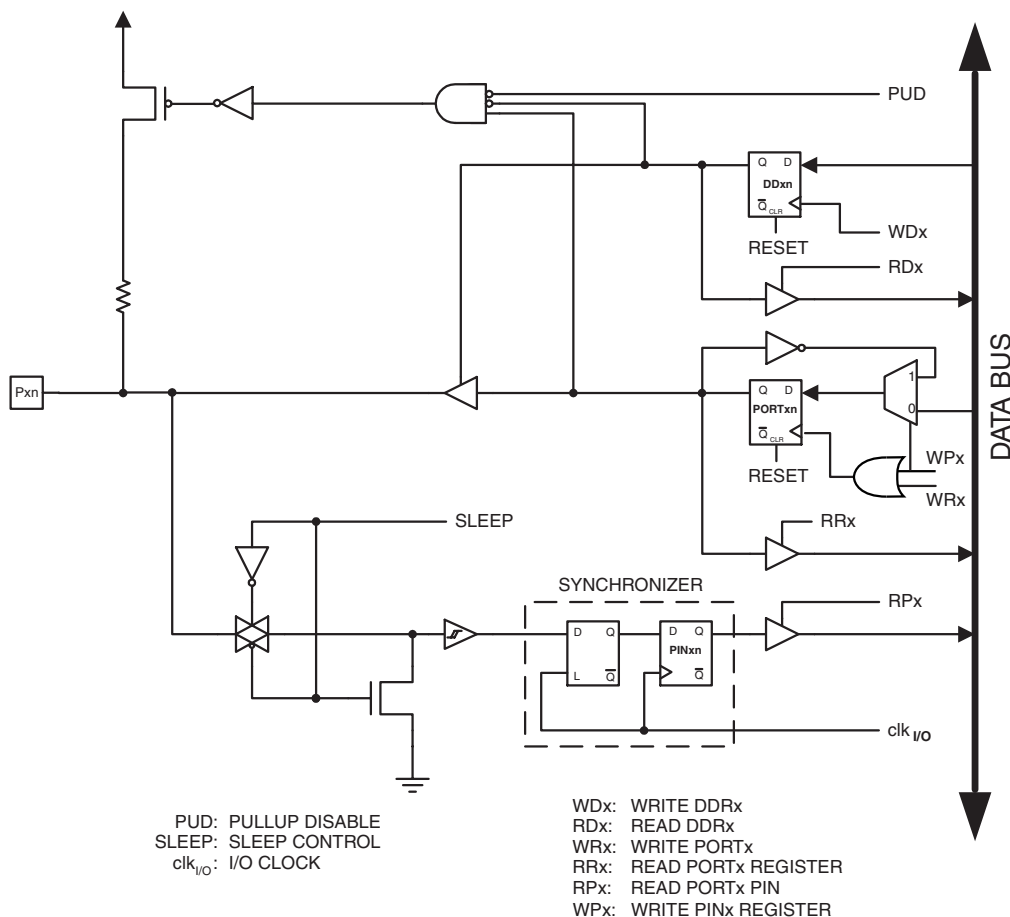 PUD
Q D
DDxn
Q CLR
WDx
RESET
RDx
DATA BUS
Pxn
1
Q D
PORTxn
0
Q CLR
WPx
RESET
WRx
SLEEP
RRx
SYNCHRONIZER
RPx
D Q
D Q
PINxn
L Q
Q
clk I/O
PUD: PULLUP DISABLE
SLEEP: SLEEP CONTROL
clkI/O: I/O CLOCK
WDx: WRITE DDRx
RDx: READ DDRx
WRx: WRITE PORTx
RRx: READ PORTx REGISTER
RPx: READ PORTx PIN
WPx: WRITE PINx REGISTER